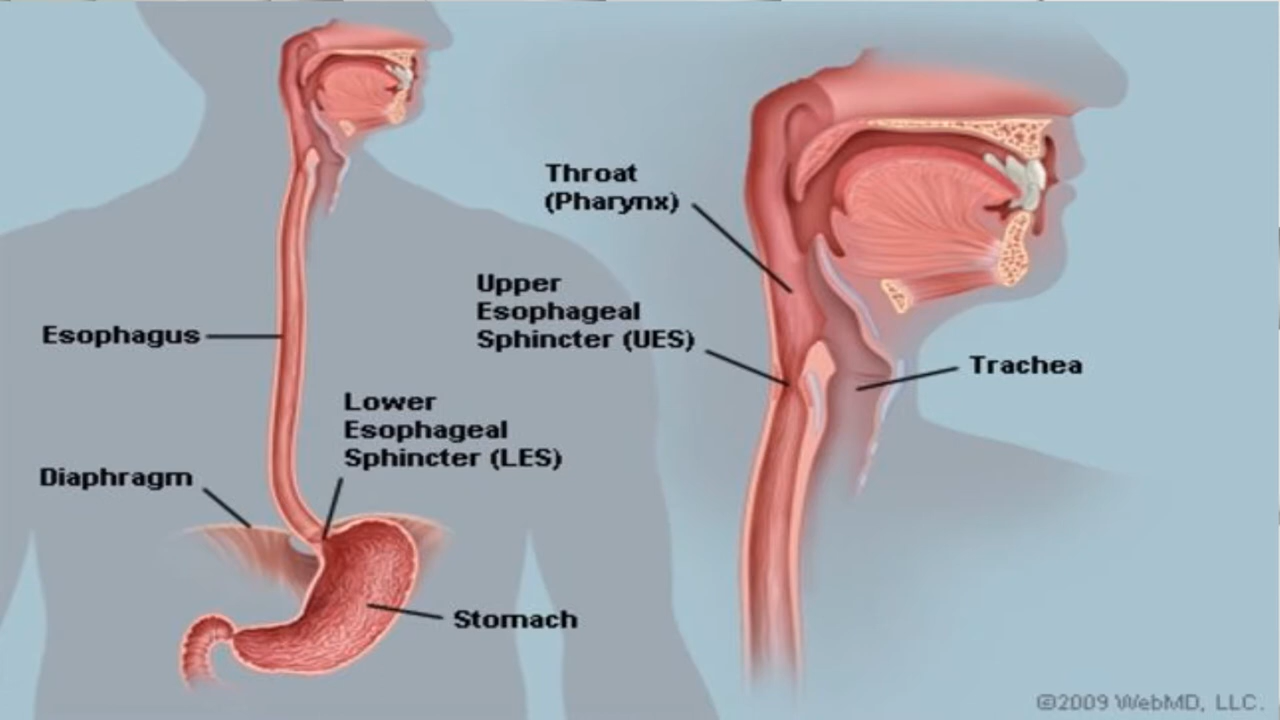 Throat
(Pharynx)
Upper
Esophageal
Sphincter (UES)
Esophagus
Trachea
Lower
Esophageal
Sphincter (LES)
Diaphragm
Stomach
©2009 WebMD, LLC.